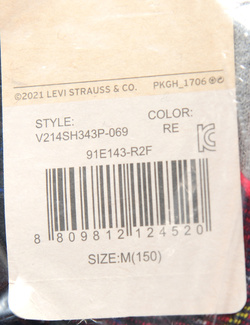 ©2021 LEVI STRAUSS & CO. PKGH_1706
STYLE: COLOR:
V214SH343P-069 RE
91E143-R2F
8 809812 124520
SIZE:M(150)